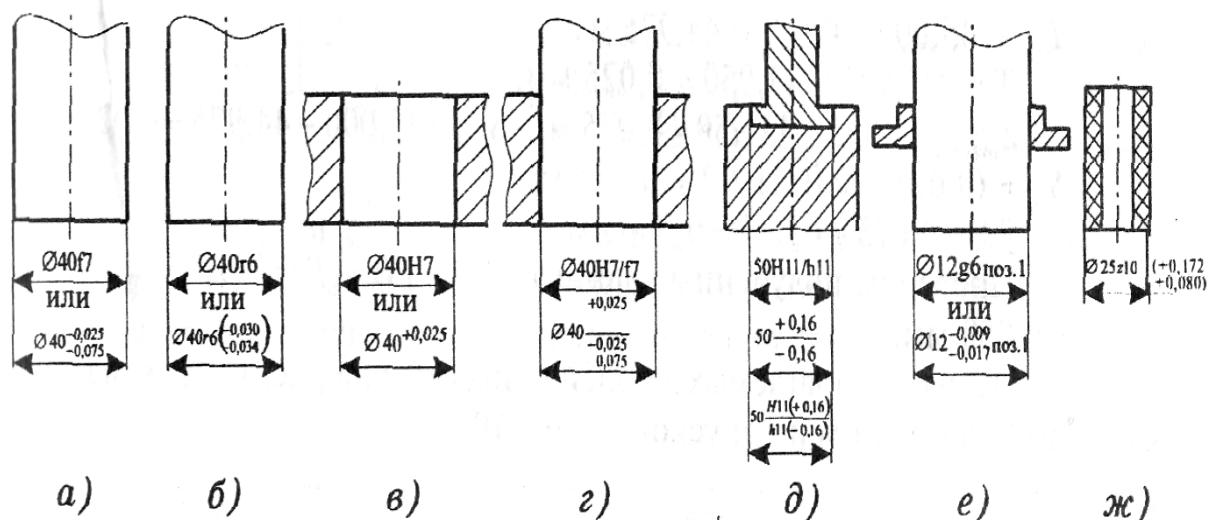 Ø40f7
ИЛИ
Ø40-0,025
-0,075
Ø40r6
ИЛИ
Ø40r6(-0,030
-0,034)
Ø40H7
ИЛИ
Ø40+0,025
Ø40H7/f7
ИЛИ
+0,025
Ø40
-0,025
0,075
50H11/h11
50 +0,16
-0,16
50 H11(+0,16)
h11(-0,16)
Ø12g6 поз.1
ИЛИ
Ø12-0,009
-0,017 поз.1
Ø25z10 (+0,172
+0,080)
а) б) в) г) д) е) ж)